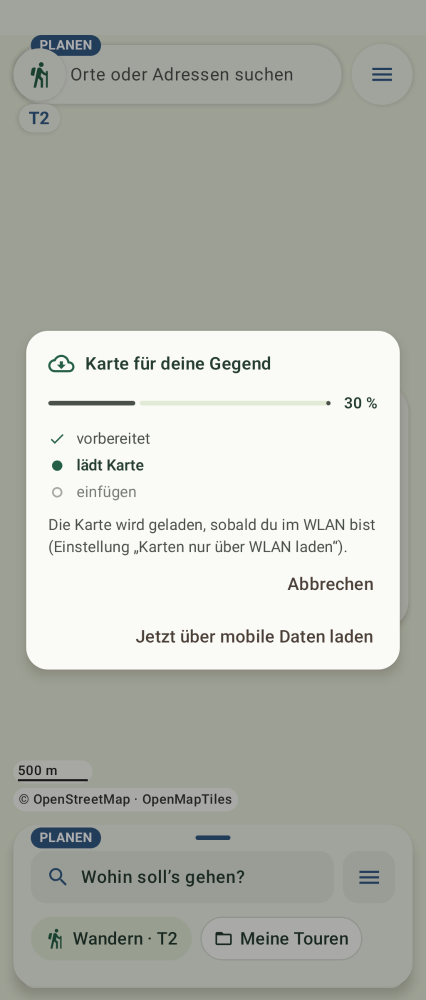 PLANEN
Orte oder Adressen suchen
T2
Karte für deine Gegend
30 %
vorbereitet
lädt Karte
einfügen
Die Karte wird geladen, sobald du im WLAN bist
(Einstellung „Karten nur über WLAN laden“).
Abbrechen
Jetzt über mobile Daten laden
500 m
© OpenStreetMap · OpenMapTiles
PLANEN
Wohin soll’s gehen?
Wandern · T2
Meine Touren